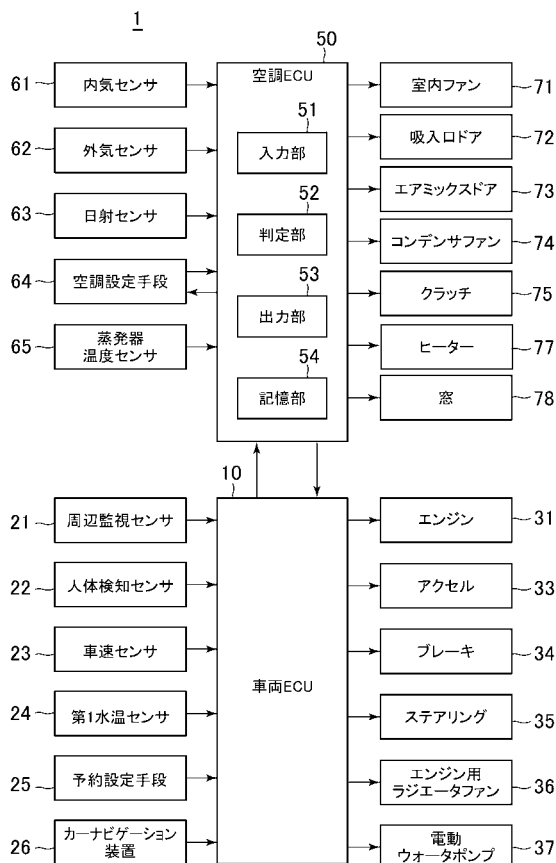 1
50
空調ECU
61
内気センサ
62
外気センサ
63
日射センサ
64
空調設定手段
65
蒸発器
温度センサ
51
入力部
52
判定部
53
出力部
54
記憶部
室内ファン
71
吸入口ドア
72
エアミックスドア
73
コンデンサファン
74
クラッチ
75
ヒーター
77
窓
78
10
車両ECU
21
周辺監視センサ
22
人体検知センサ
23
車速センサ
24
第1水温センサ
25
予約設定手段
26
カーナビゲーション
装置
エンジン
31
アクセル
33
ブレーキ
34
ステアリング
35
エンジン用
ラジエータファン
36
電動
ウォータポンプ
37